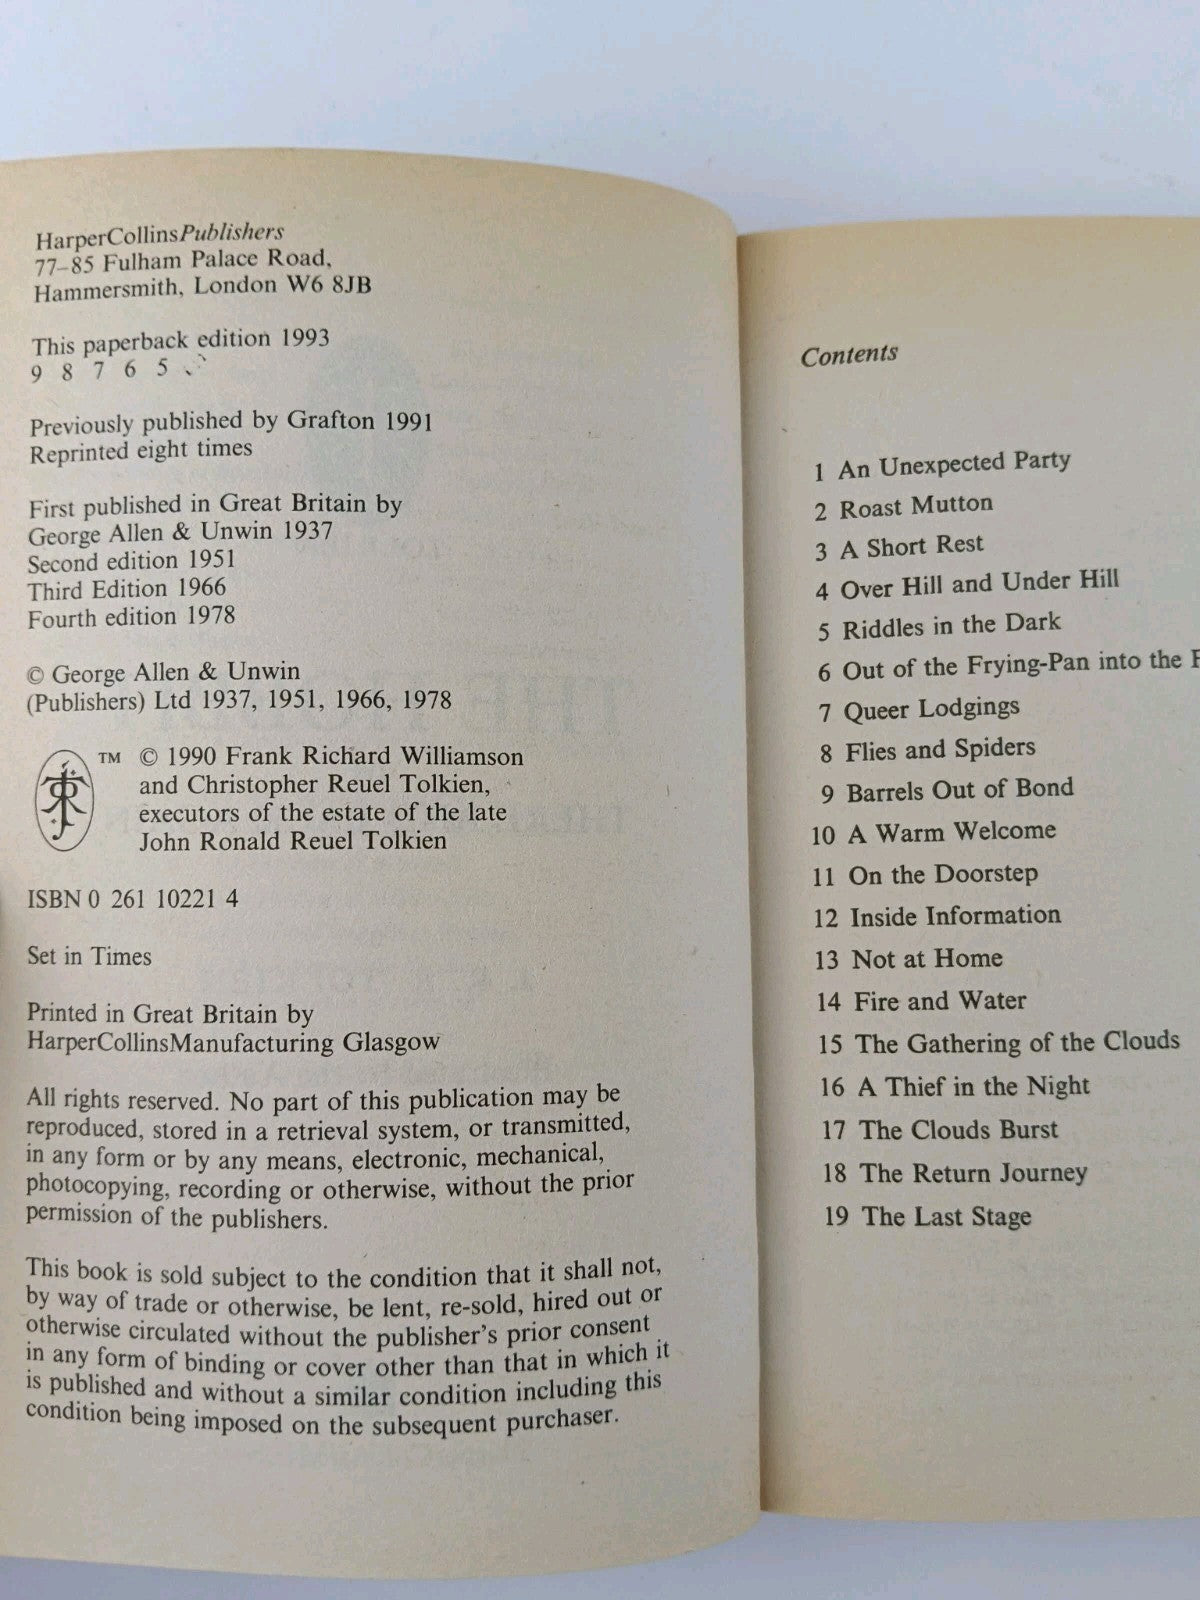 HarperCollinsPublishers
77–85 Fulham Palace Road,
Hammersmith, London W6 8JB
This paperback edition 1993
9 8 7 6 5
Previously published by Grafton 1991
Reprinted eight times
First published in Great Britain by
George Allen & Unwin 1937
Second edition 1951
Third Edition 1966
Fourth edition 1978
© George Allen & Unwin
(Publishers) Ltd 1937, 1951, 1966, 1978
TM © 1990 Frank Richard Williamson
and Christopher Reuel Tolkien,
executors of the estate of the late
John Ronald Reuel Tolkien
ISBN 0 261 10221 4
Set in Times
Printed in Great Britain by
HarperCollinsManufacturing Glasgow
All rights reserved. No part of this publication may be
reproduced, stored in a retrieval system, or transmitted,
in any form or by any means, electronic, mechanical,
photocopying, recording or otherwise, without the prior
permission of the publishers.
This book is sold subject to the condition that it shall not,
by way of trade or otherwise, be lent, re-sold, hired out or
otherwise circulated without the publisher's prior consent
in any form of binding or cover other than that in which it
is published and without a similar condition including this
condition being imposed on the subsequent purchaser.
Contents
1 An Unexpected Party
2 Roast Mutton
3 A Short Rest
4 Over Hill and Under Hill
5 Riddles in the Dark
6 Out of the Frying-Pan into the
7 Queer Lodgings
8 Flies and Spiders
9 Barrels Out of Bond
10 A Warm Welcome
11 On the Doorstep
12 Inside Information
13 Not at Home
14 Fire and Water
15 The Gathering of the Clouds
16 A Thief in the Night
17 The Clouds Burst
18 The Return Journey
19 The Last Stage